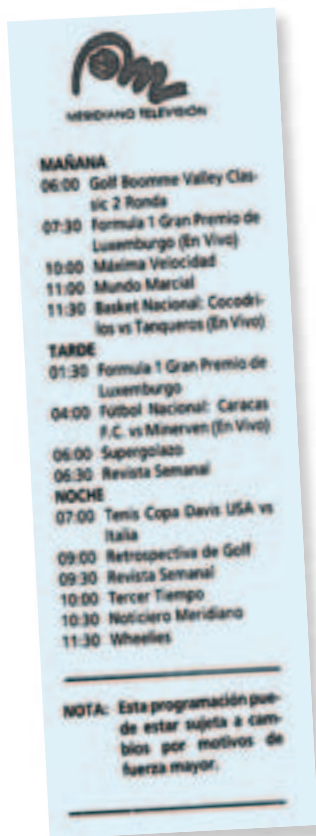 MERIDIANO TELEVISIÓN
MAÑANA
06:00 Golf Boomme Valley Clas-
sic 2 Ronda
07:30 Formula 1 Gran Premio de
Luxemburgo (En Vivo)
10:00 Máxima Velocidad
11:00 Mundo Marcial
11:30 Basket Nacional: Cocodri-
los vs Tanqueros (En Vivo)
TARDE
01:30 Formula 1 Gran Premio de
Luxemburgo
04:00 Fútbol Nacional: Caracas
F.C. vs Minerven (En Vivo)
06:00 Supergolazo
06:30 Revista Semanal
NOCHE
07:00 Tenis Copa Davis USA vs
Italia
09:00 Retrospectiva de Golf
09:30 Revista Semanal
10:00 Tercer Tiempo
10:30 Noticiero Meridiano
11:30 Wheelies
NOTA: Esta programación pue-
de estar sujeta a cam-
bios por motivos de
fuerza mayor.